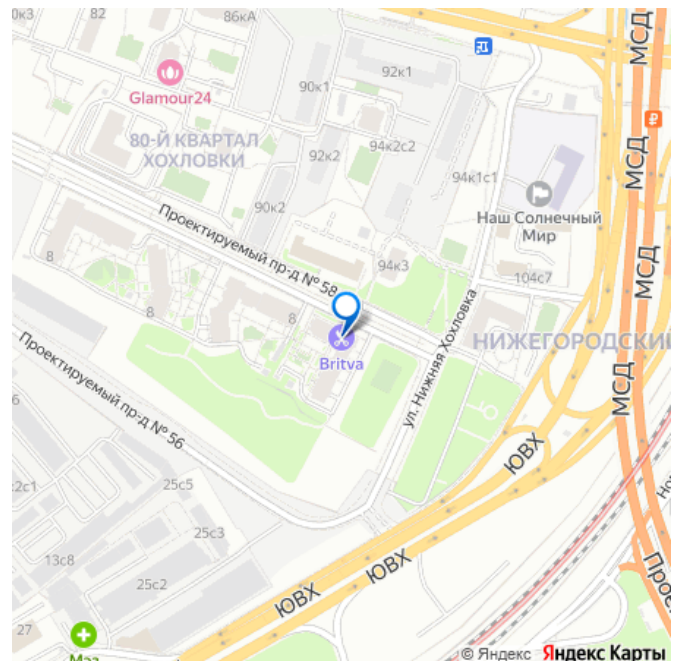 0к3
82
86кА
МСД
Glamour24
90к1
92к1
80-Й КВАРТАЛ
ХОХЛОВКИ
92к2
94к2с2
94к1с1
МСД
Наш Солнечный
Мир
90к2
Проектируемый пр-д № 58
94к3
104с7
МСД
8
8
Britva
ул. Нижняя Хохловка
НИЖЕГОРОДСКИЙ
Проектируемый пр-д № 56
МСД
ЮВХ
2с1
25с5
25с3
13с8
25с2
ЮВХ
ЮВХ
27
Маз
© Яндекс Яндекс Карты